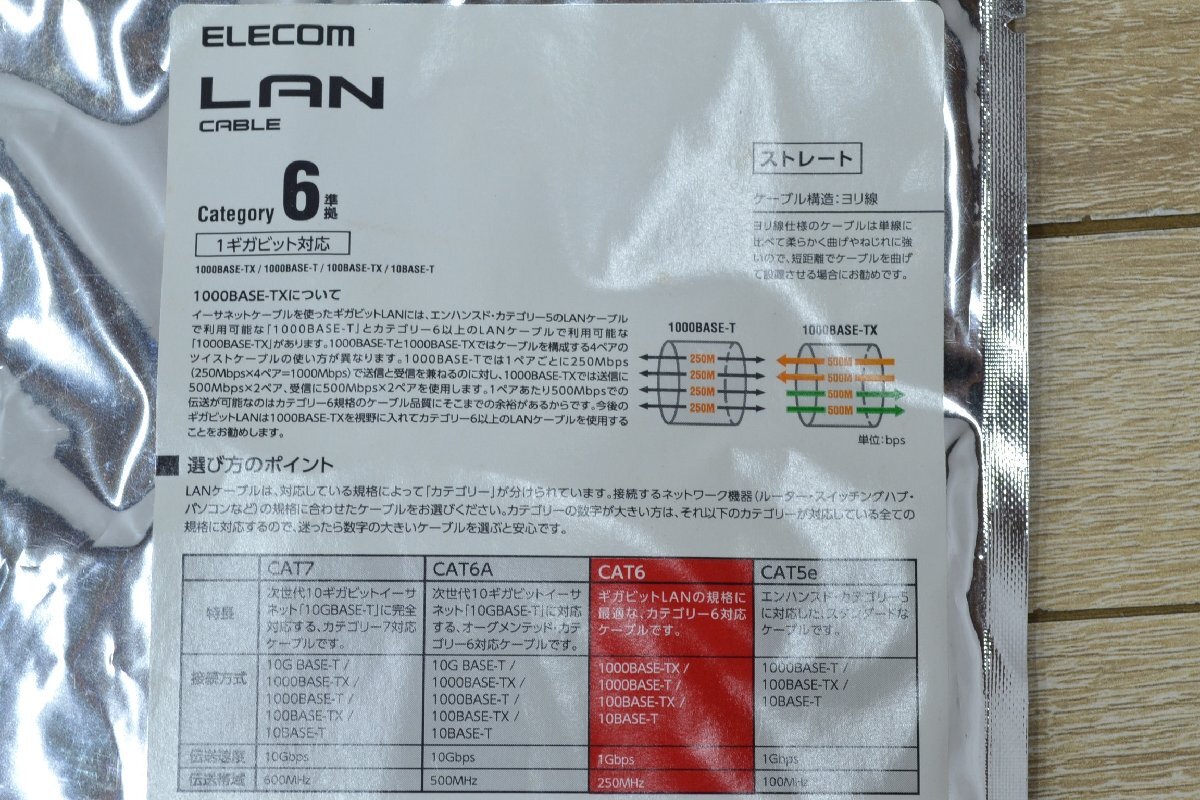 ELECOM
LAN
CABLE
Category 6 準拠
1ギガビット対応
1000BASE-TX / 1000BASE-T / 100BASE-TX / 10BASE-T
ストレート
ケーブル構造：ヨリ線
ヨリ線仕様のケーブルは単線に
比べて柔らかく曲げやねじれに強
いので、短距離でケーブルを曲げ
て設置させる場合にお勧めです。
1000BASE-TXについて
イーサネットケーブルを使ったギガビットLANには、エンハンスド・カテゴリー5のLANケーブル
で利用可能な「1000BASE-T」とカテゴリー6以上のLANケーブルで利用可能な
「1000BASE-TX」があります。1000BASE-Tと1000BASE-TXではケーブルを構成する4ペアの
ツイストケーブルの使い方が異なります。1000BASE-Tでは1ペアごとに250Mbps
(250Mbps×4ペア=1000Mbps)で送信と受信を兼ねるのに対し、1000BASE-TXでは送信に
500Mbps×2ペア、受信に500Mbps×2ペアを使用します。1ペアあたり500Mbpsでの
伝送が可能なのはカテゴリー6規格のケーブル品質にそこまでの余裕があるからです。今後の
ギガビットLANは1000BASE-TXを視野に入れてカテゴリー6以上のLANケーブルを使用する
ことをお勧めします。
1000BASE-T
250M
250M
250M
250M
1000BASE-TX
500M
500M
500M
500M
単位：bps
選び方のポイント
LANケーブルは、対応している規格によって「カテゴリー」が分けられています。接続するネットワーク機器(ルーター・スイッチングハブ・
パソコンなど)の規格に合わせたケーブルをお選びください。カテゴリーの数字が大きい方は、それ以下のカテゴリーが対応している全ての
規格に対応するので、迷ったら数字の大きいケーブルを選ぶと安心です。
CAT7 CAT6A CAT6 CAT5e
特長
次世代10ギガビットイーサ
ネット「10GBASE-T」に完全
対応する、カテゴリー7対応
ケーブルです。
次世代10ギガビットイーサ
ネット「10GBASE-T」に対応
する、オーグメンテッド・カテ
ゴリー6対応ケーブルです。
ギガビットLANの規格に
最適な、カテゴリー6対応
ケーブルです。
エンハンスド・カテゴリー5
に対応した、スタンダードな
ケーブルです。
接続方式
10G BASE-T /
1000BASE-TX /
1000BASE-T /
100BASE-TX /
10BASE-T
10G BASE-T /
1000BASE-TX /
1000BASE-T /
100BASE-TX /
10BASE-T
1000BASE-TX /
1000BASE-T /
100BASE-TX /
10BASE-T
1000BASE-T /
100BASE-TX /
10BASE-T
伝送速度 10Gbps 10Gbps 1Gbps 1Gbps
伝送帯域 600MHz 500MHz 250MHz 100MHz